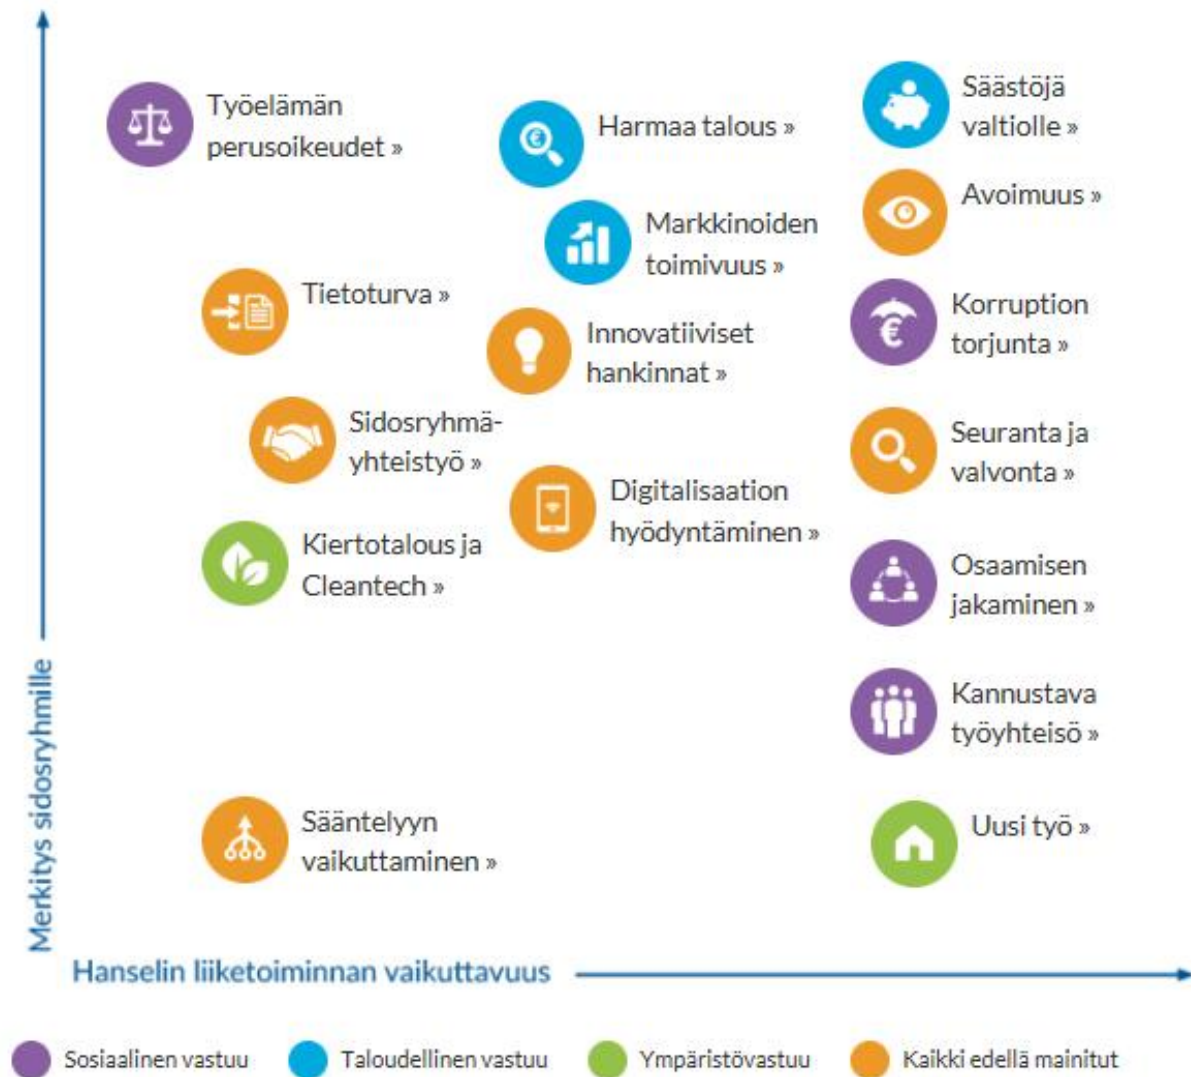 Työelämän
perusoikeudet »
Harmaa talous »
Säästöjä
valtiolle »
Avoimuus »
Markkinoiden
toimivuus »
Tietoturva »
Korruption
torjunta »
Innovatiiviset
hankinnat »
Sidosryhmä-
yhteistyö »
Seuranta ja
valvonta »
Digitalisaation
hyödyntäminen »
Kiertotalous ja
Cleantech »
Osaamisen
jakaminen »
Kannustava
työyhteisö »
Sääntelyyn
vaikuttaminen »
Uusi työ »
Merkitys sidosryhmille
Hanselin liiketoiminnan vaikuttavuus
Sosiaalinen vastuu
Taloudellinen vastuu
Ympäristövastuu
Kaikki edellä mainitut